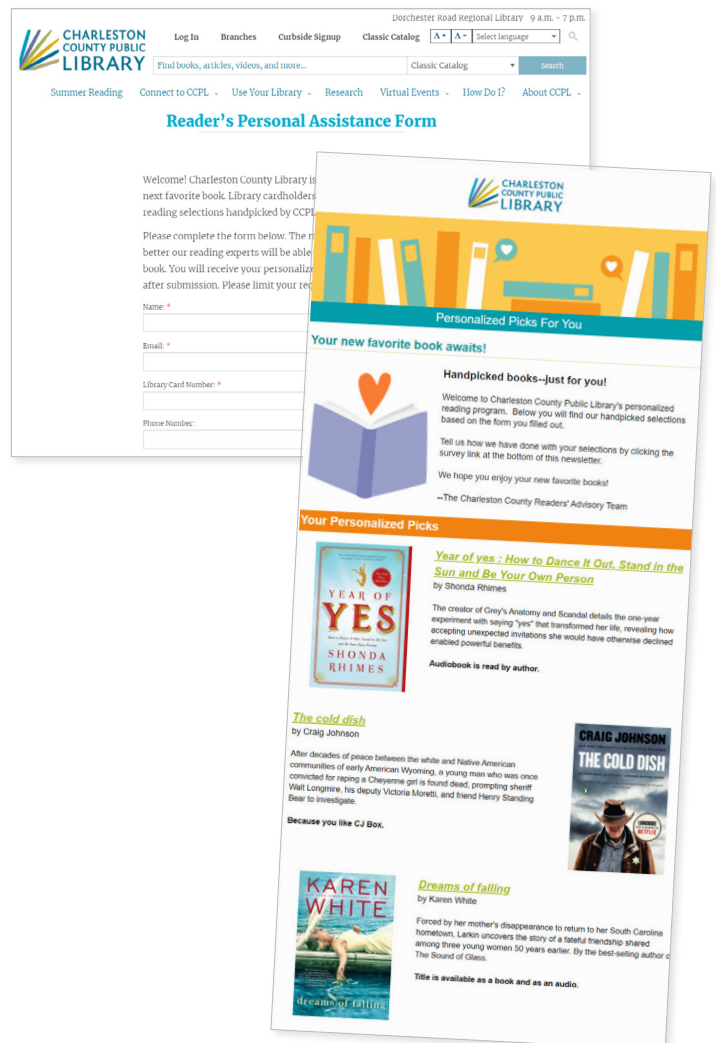 Dorchester Road Regional Library 9 a.m. - 7 p.m.
CHARLESTON
COUNTY PUBLIC
LIBRARY
Log In Branches Curbside Signup Classic Catalog A + A - Select language
Find books, articles, videos, and more... Classic Catalog Search
Summer Reading Connect to CCPL Use Your Library Research Virtual Events How Do I? About CCPL
Reader's Personal Assistance Form
Welcome! Charleston County Library is
next favorite book. Library cardholders
reading selections handpicked by CCPL
Please complete the form below. The
better our reading experts will be able
book. You will receive your personalize
after submission. Please limit your
Name: *
Email: *
Library Card Number: *
Phone Number:
CHARLESTON
COUNTY PUBLIC
LIBRARY
Personalized Picks For You
Your new favorite book awaits!
Handpicked books--just for you!
Welcome to Charleston County Public Library's personalized
reading program. Below you will find our handpicked selections
based on the form you filled out.
Tell us how we have done with your selections by clicking the
survey link at the bottom of this newsletter.
We hope you enjoy your new favorite books!
--The Charleston County Readers' Advisory Team
Your Personalized Picks
YEAR OF
YES
SHONDA
RHIMES
Year of yes : How to Dance It Out, Stand in the
Sun and Be Your Own Person
by Shonda Rhimes
The creator of Grey's Anatomy and Scandal details the one-year
experiment with saying "yes" that transformed her life, revealing how
accepting unexpected invitations she would have otherwise declined
enabled powerful benefits.
Audiobook is read by author.
The cold dish
by Craig Johnson
After decades of peace between the white and Native American
communities of early American Wyoming, a young man who was once
convicted for raping a Cheyenne girl is found dead, prompting sheriff
Walt Longmire, his deputy Victoria Moretti, and friend Henry Standing
Bear to investigate.
Because you like CJ Box.
CRAIG JOHNSON
THE COLD DISH
LONGMIRE
NETFLIX
KAREN
WHITE
dreams of falling
Dreams of falling
by Karen White
Forced by her mother's disappearance to return to her South Carolina
hometown, Larkin uncovers the story of a fateful friendship shared
among three young women 50 years earlier. By the best-selling author
The Sound of Glass.
Title is available as a book and as an audio.